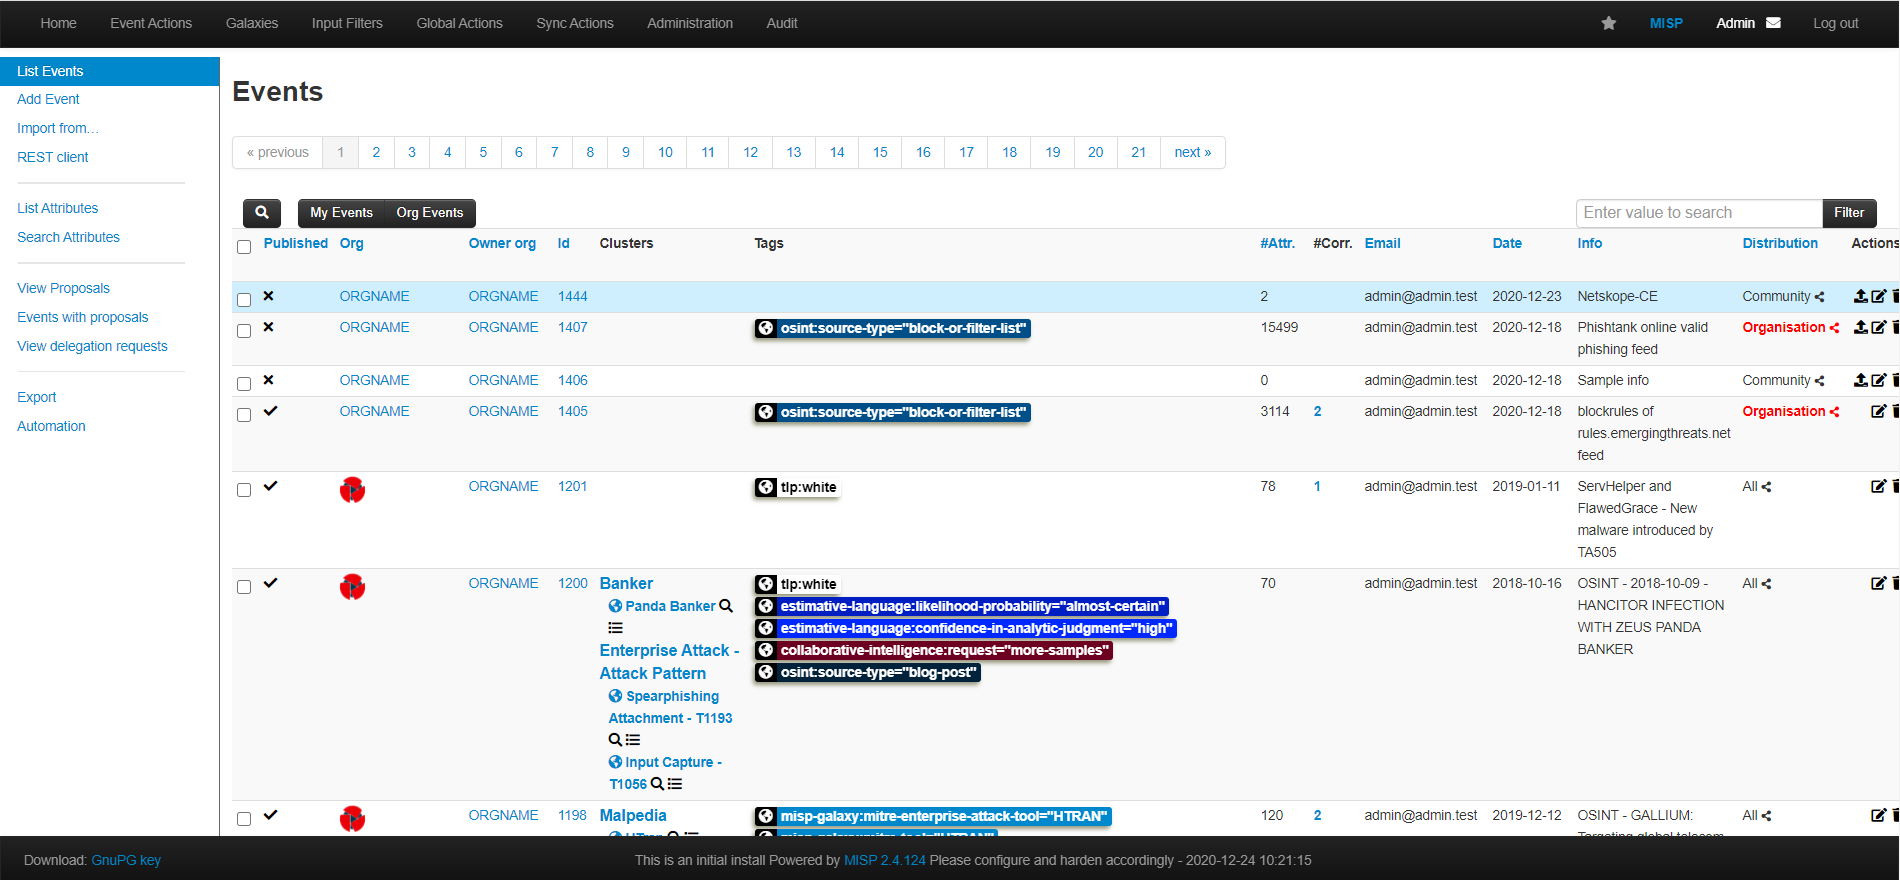 Home Event Actions Galaxies Input Filters Global Actions Sync Actions Administration Audit MISP Admin Log out
List Events
Add Event
Import from...
REST client
List Attributes
Search Attributes
View Proposals
Events with proposals
View delegation requests
Export
Automation
Events
« previous 1 2 3 4 5 6 7 8 9 10 11 12 13 14 15 16 17 18 19 20 21 next »
My Events Org Events Enter value to search Filter
Published Org Owner org Id Clusters Tags #Attr. #Corr. Email Date Info Distribution Actions
ORGNAME ORGNAME 1444 2 admin@admin.test 2020-12-23 Netskope-CE Community
ORGNAME ORGNAME 1407 osint:source-type="block-or-filter-list" 15499 admin@admin.test 2020-12-18 Phishtank online valid Organisation
phishing feed
ORGNAME ORGNAME 1406 0 admin@admin.test 2020-12-18 Sample info Community
ORGNAME ORGNAME 1405 osint:source-type="block-or-filter-list" 3114 2 admin@admin.test 2020-12-18 blockrules of Organisation
rules.emergingthreats.net
feed
ORGNAME 1201 tlp:white 78 1 admin@admin.test 2019-01-11 ServHelper and All
FlawedGrace - New
malware introduced by
TA505
ORGNAME 1200 Banker tlp:white 70 admin@admin.test 2018-10-16 OSINT - 2018-10-09 - All
Panda Banker estimative-language:likelihood-probability="almost-certain" HANCITOR INFECTION
estimative-language:confidence-in-analytic-judgment="high" WITH ZEUS PANDA
Enterprise Attack - collaborative-intelligence:request="more-samples" BANKER
Attack Pattern osint:source-type="blog-post"
Spearphishing
Attachment - T1193
Input Capture -
T1056
ORGNAME 1198 Malpedia misp-galaxy:mitre-enterprise-attack-tool="HTRAN" 120 2 admin@admin.test 2019-12-12 OSINT - GALLIUM: All
HTran misp-galaxy:mitre-tool="HTRAN" Targeting global telecom
Download: GnuPG key This is an initial install Powered by MISP 2.4.124 Please configure and harden accordingly - 2020-12-24 10:21:15